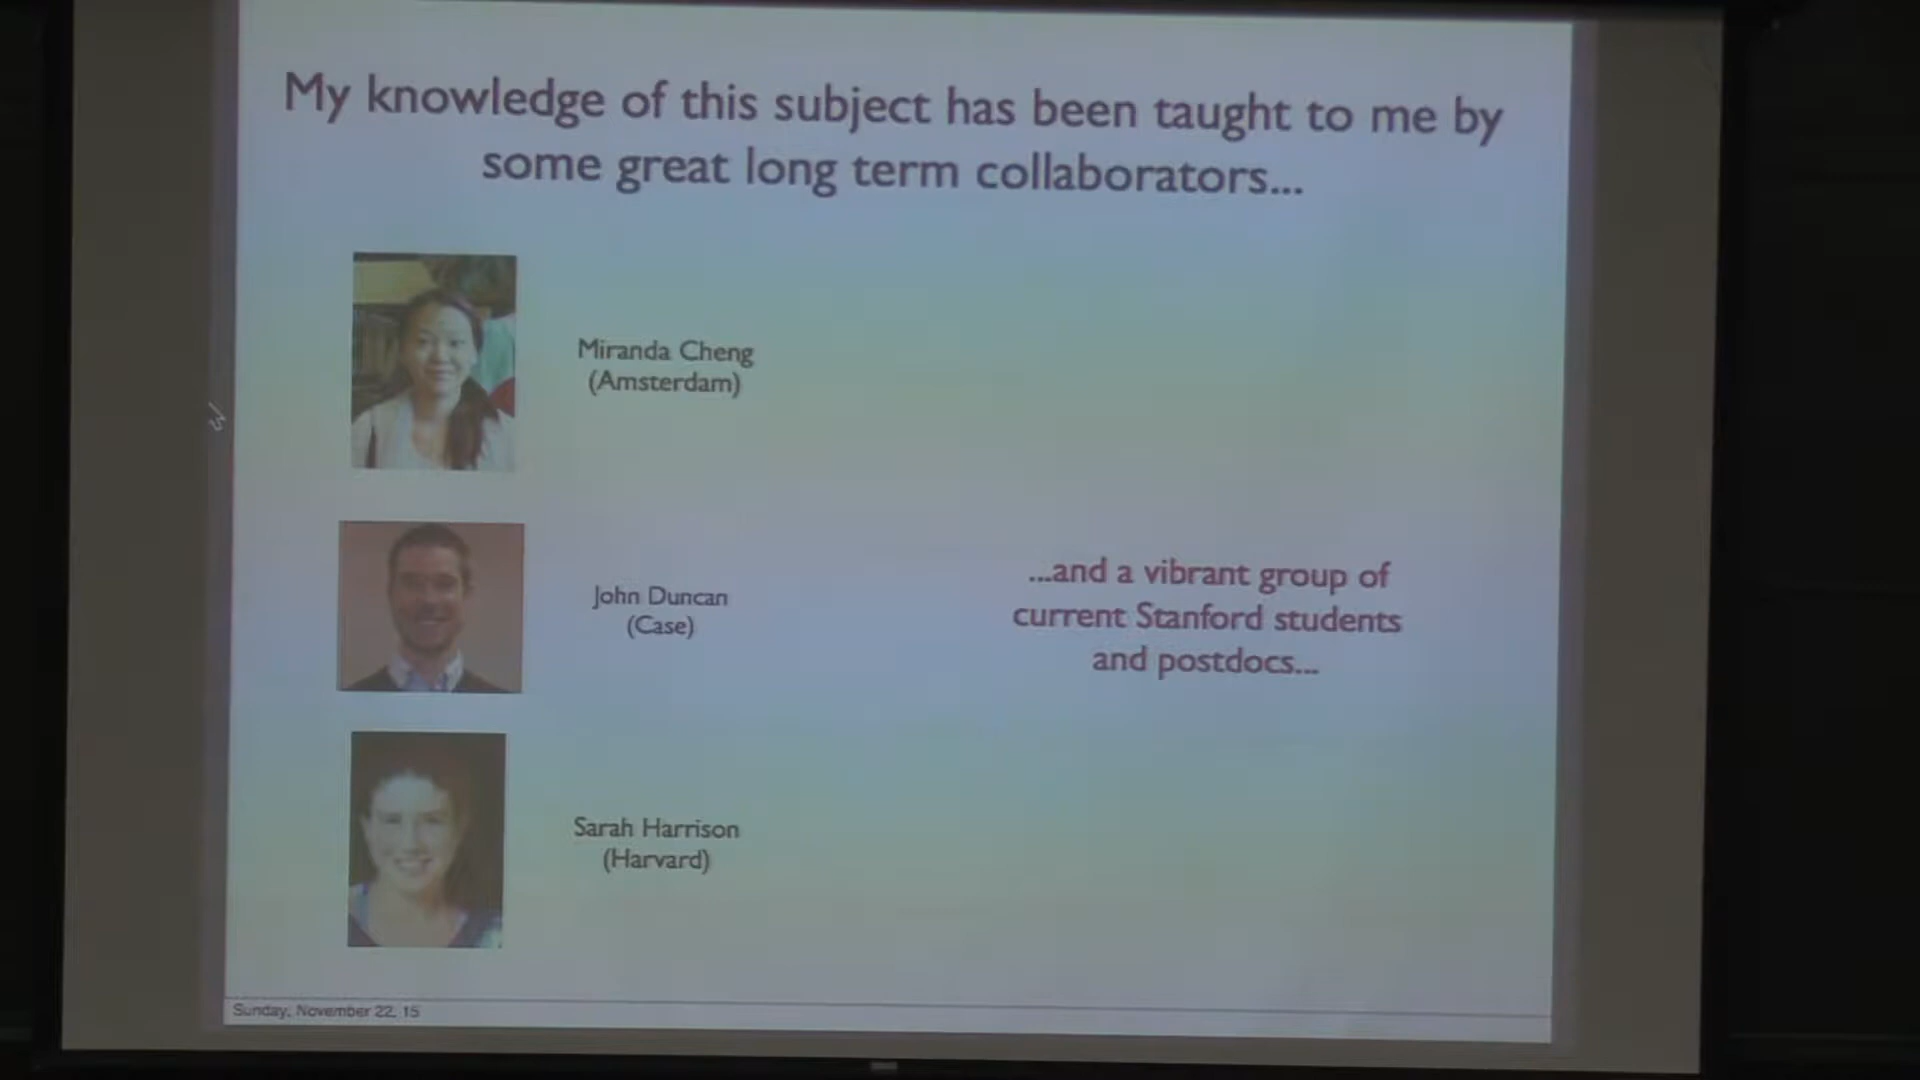 My knowledge of this subject has been taught to me by
some great long term collaborators...
Miranda Cheng
(Amsterdam)
John Duncan
(Case)
...and a vibrant group of
current Stanford students
and postdocs...
Sarah Harrison
(Harvard)
Sunday, November 22, 15